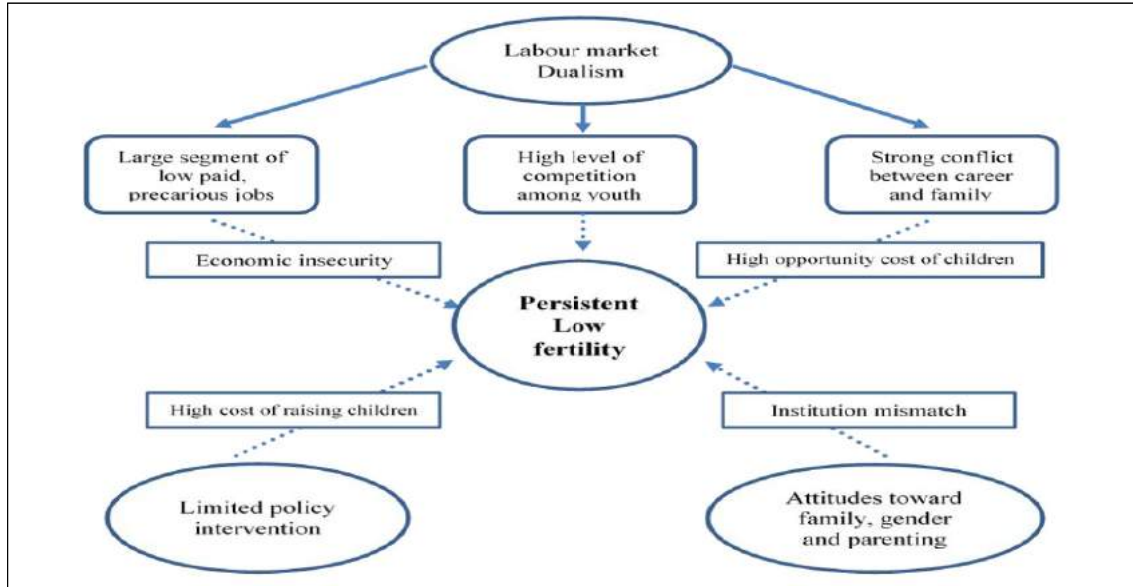 Labour market
Dualism
Large segment of
low paid,
precarious jobs
High level of
competition
among youth
Strong conflict
between career
and family
Economic insecurity
High opportunity cost of children
Persistent
Low
fertility
High cost of raising children
Institution mismatch
Limited policy
intervention
Attitudes toward
family, gender
and parenting